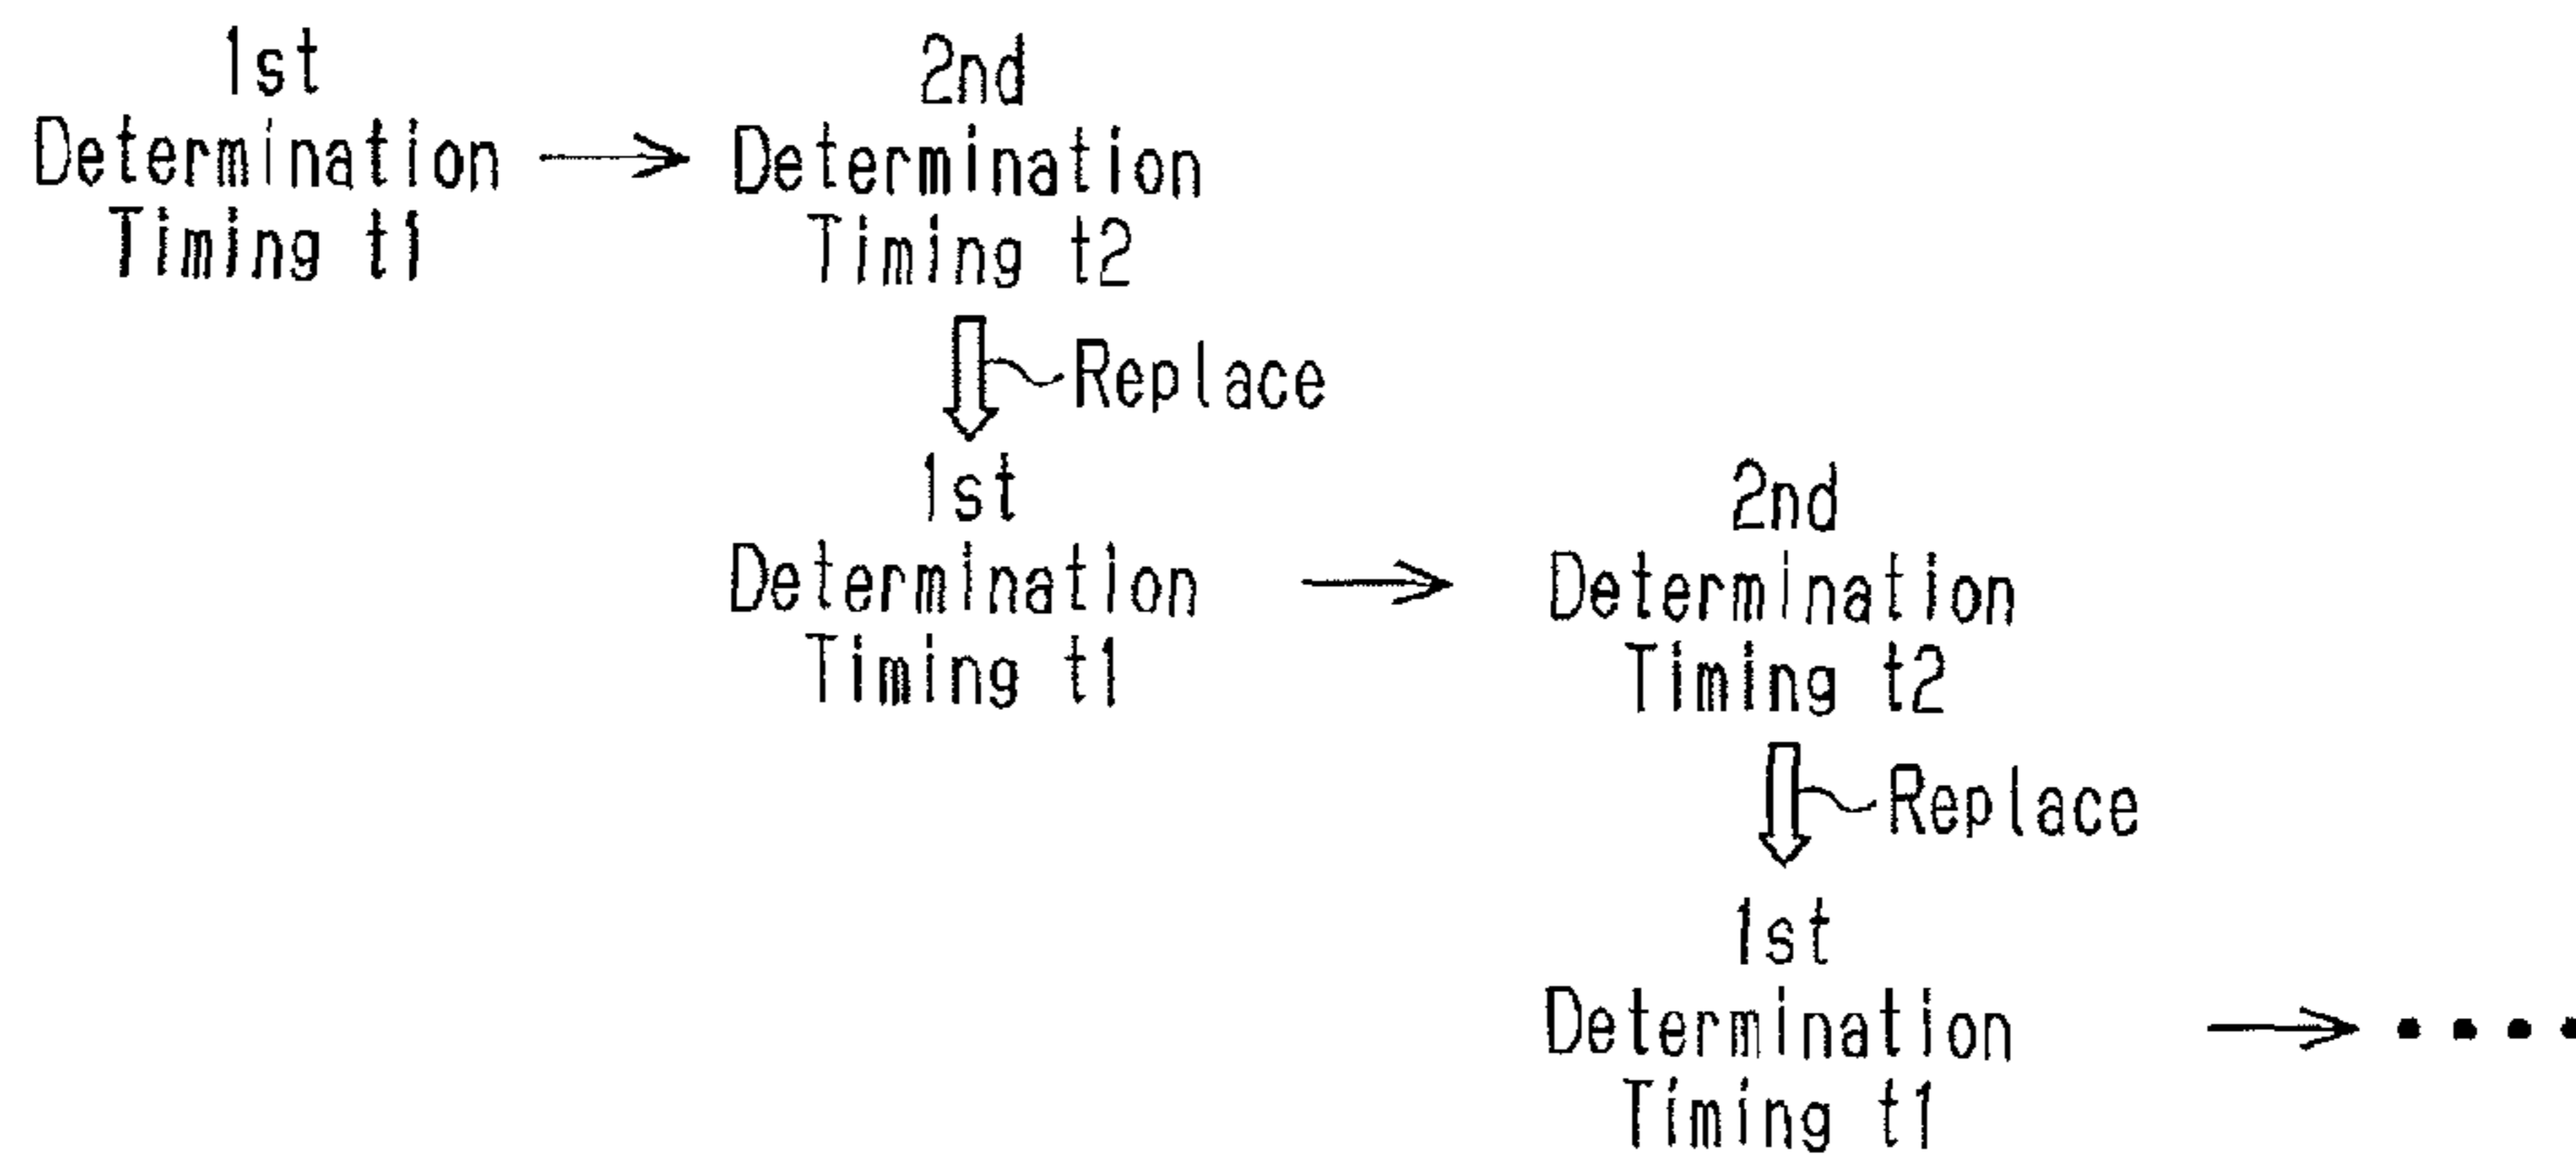 1st
Determination
Timing t1
2nd
Determination
Timing t2
Replace
1st
Determination
Timing t1
2nd
Determination
Timing t2
Replace
1st
Determination
Timing t1